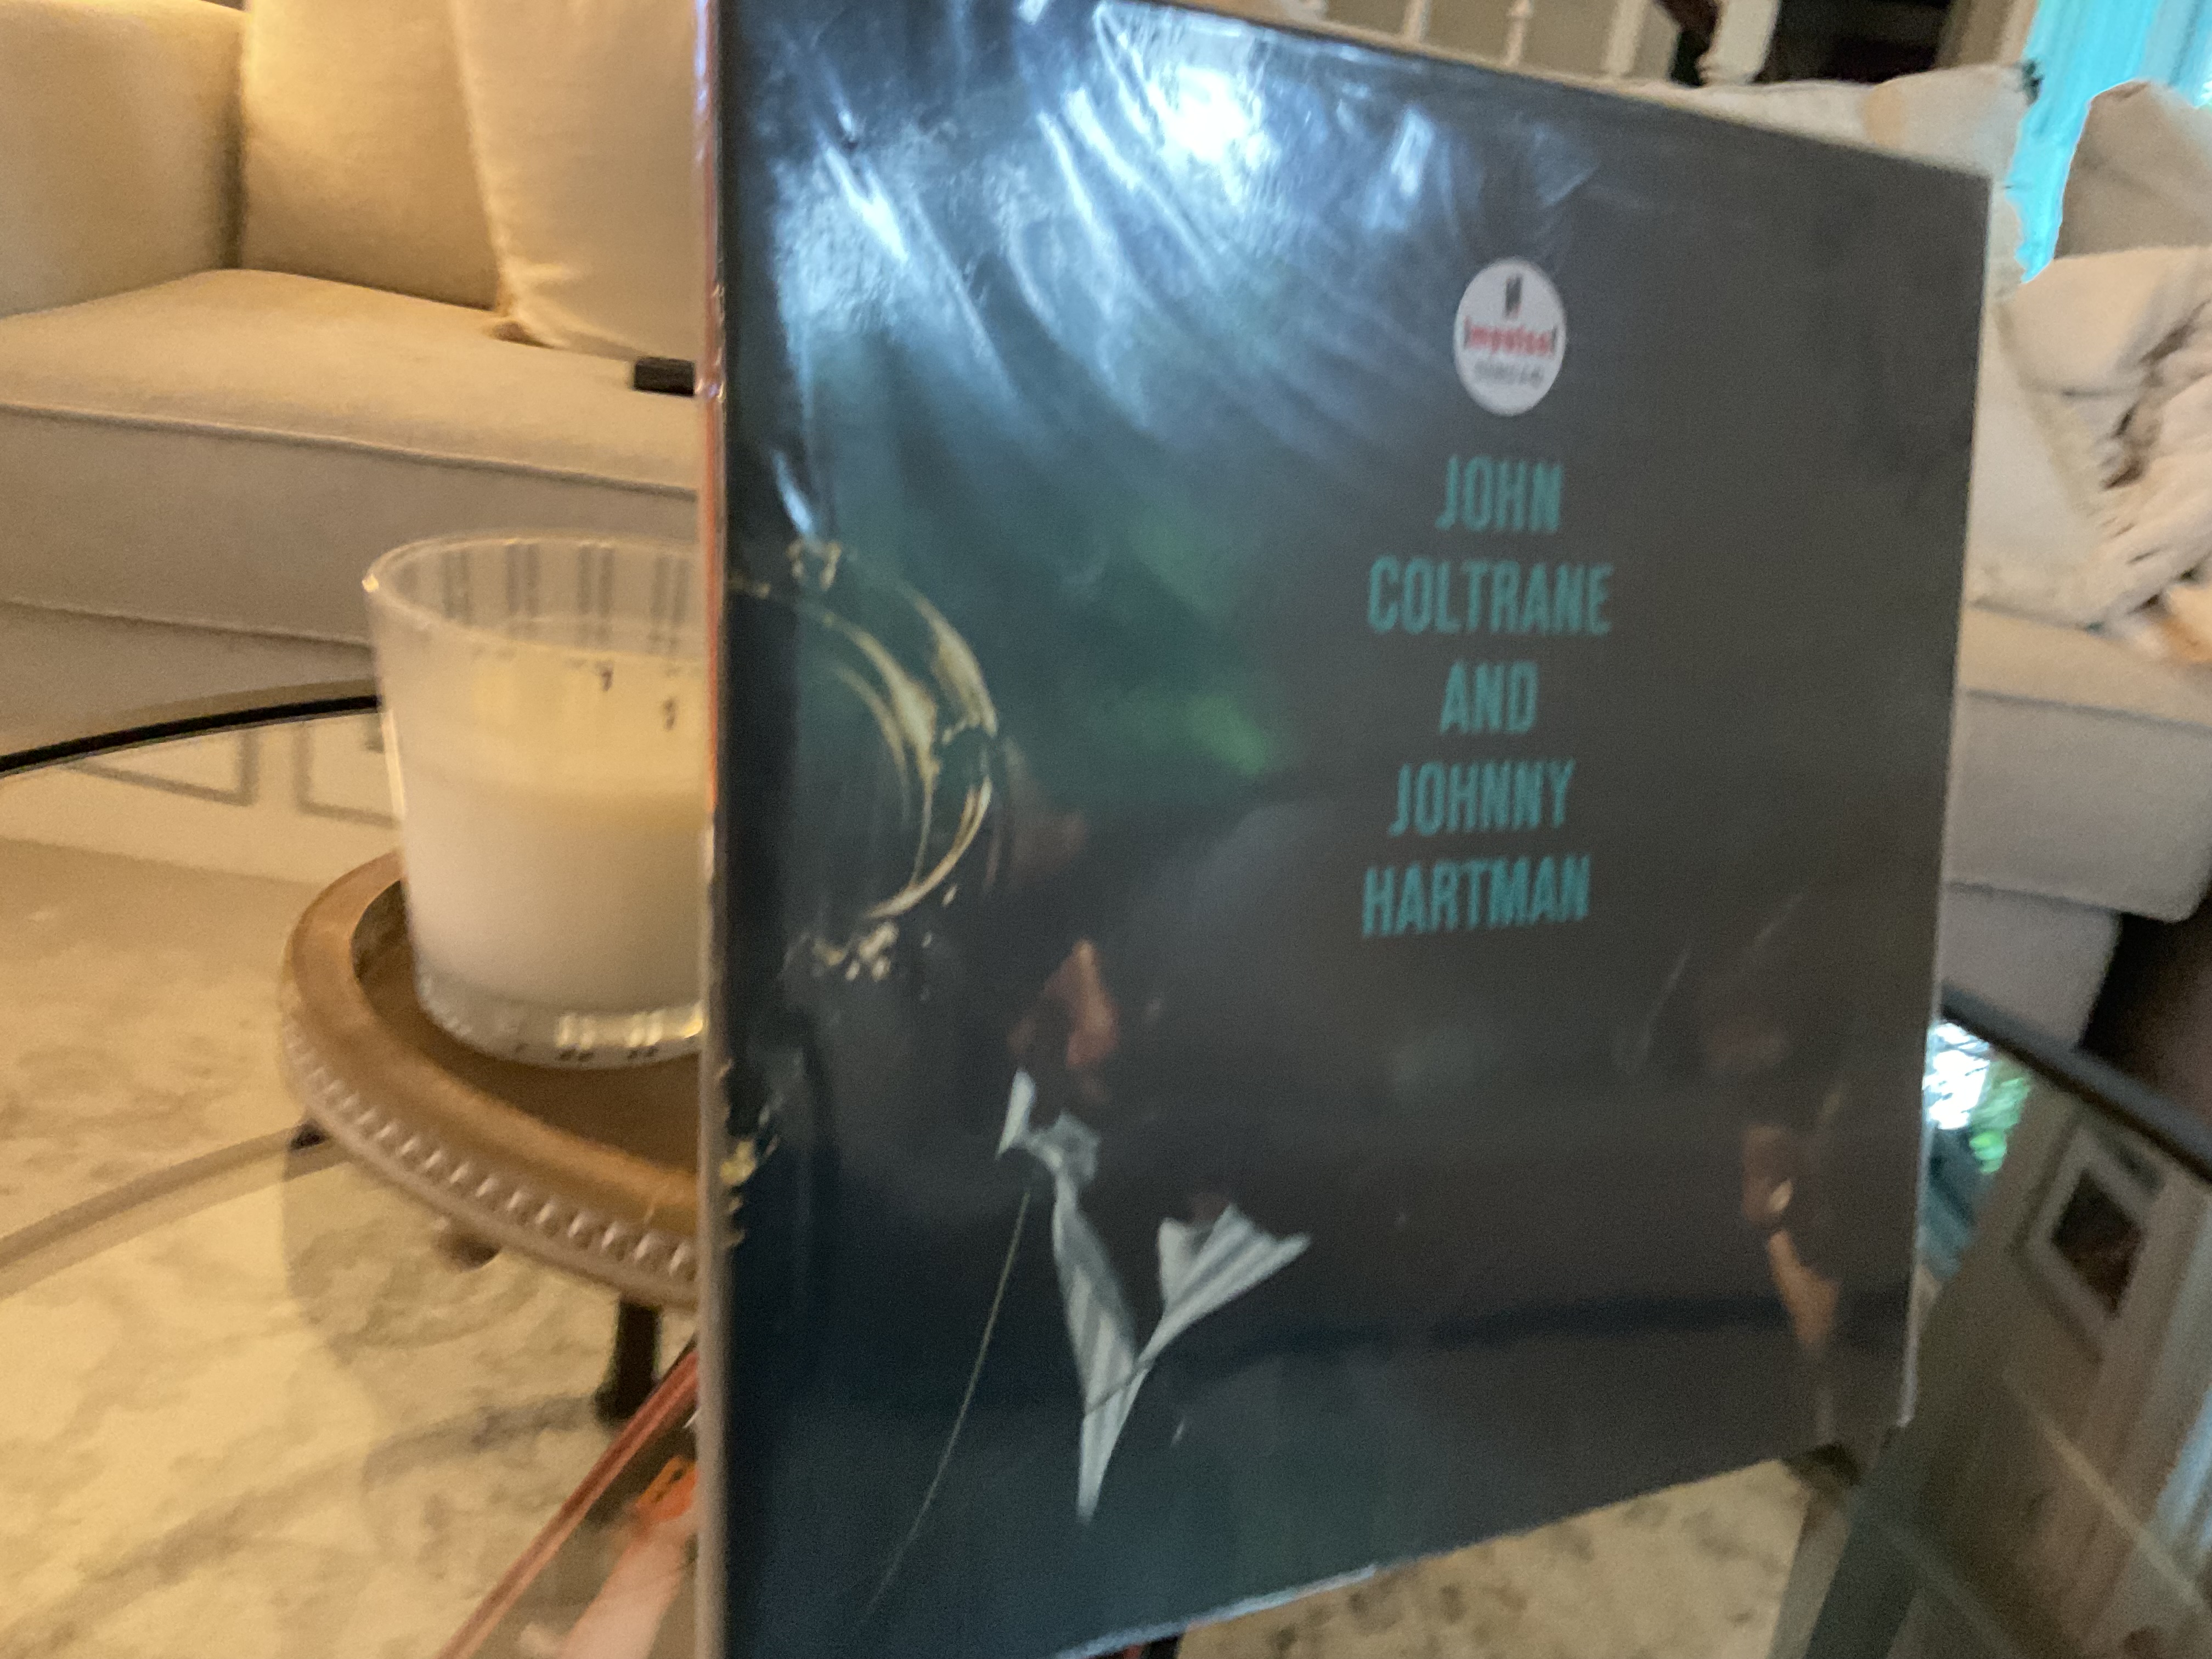 impulse!
JOHN
COLTRANE
AND
JOHNNY
HARTMAN